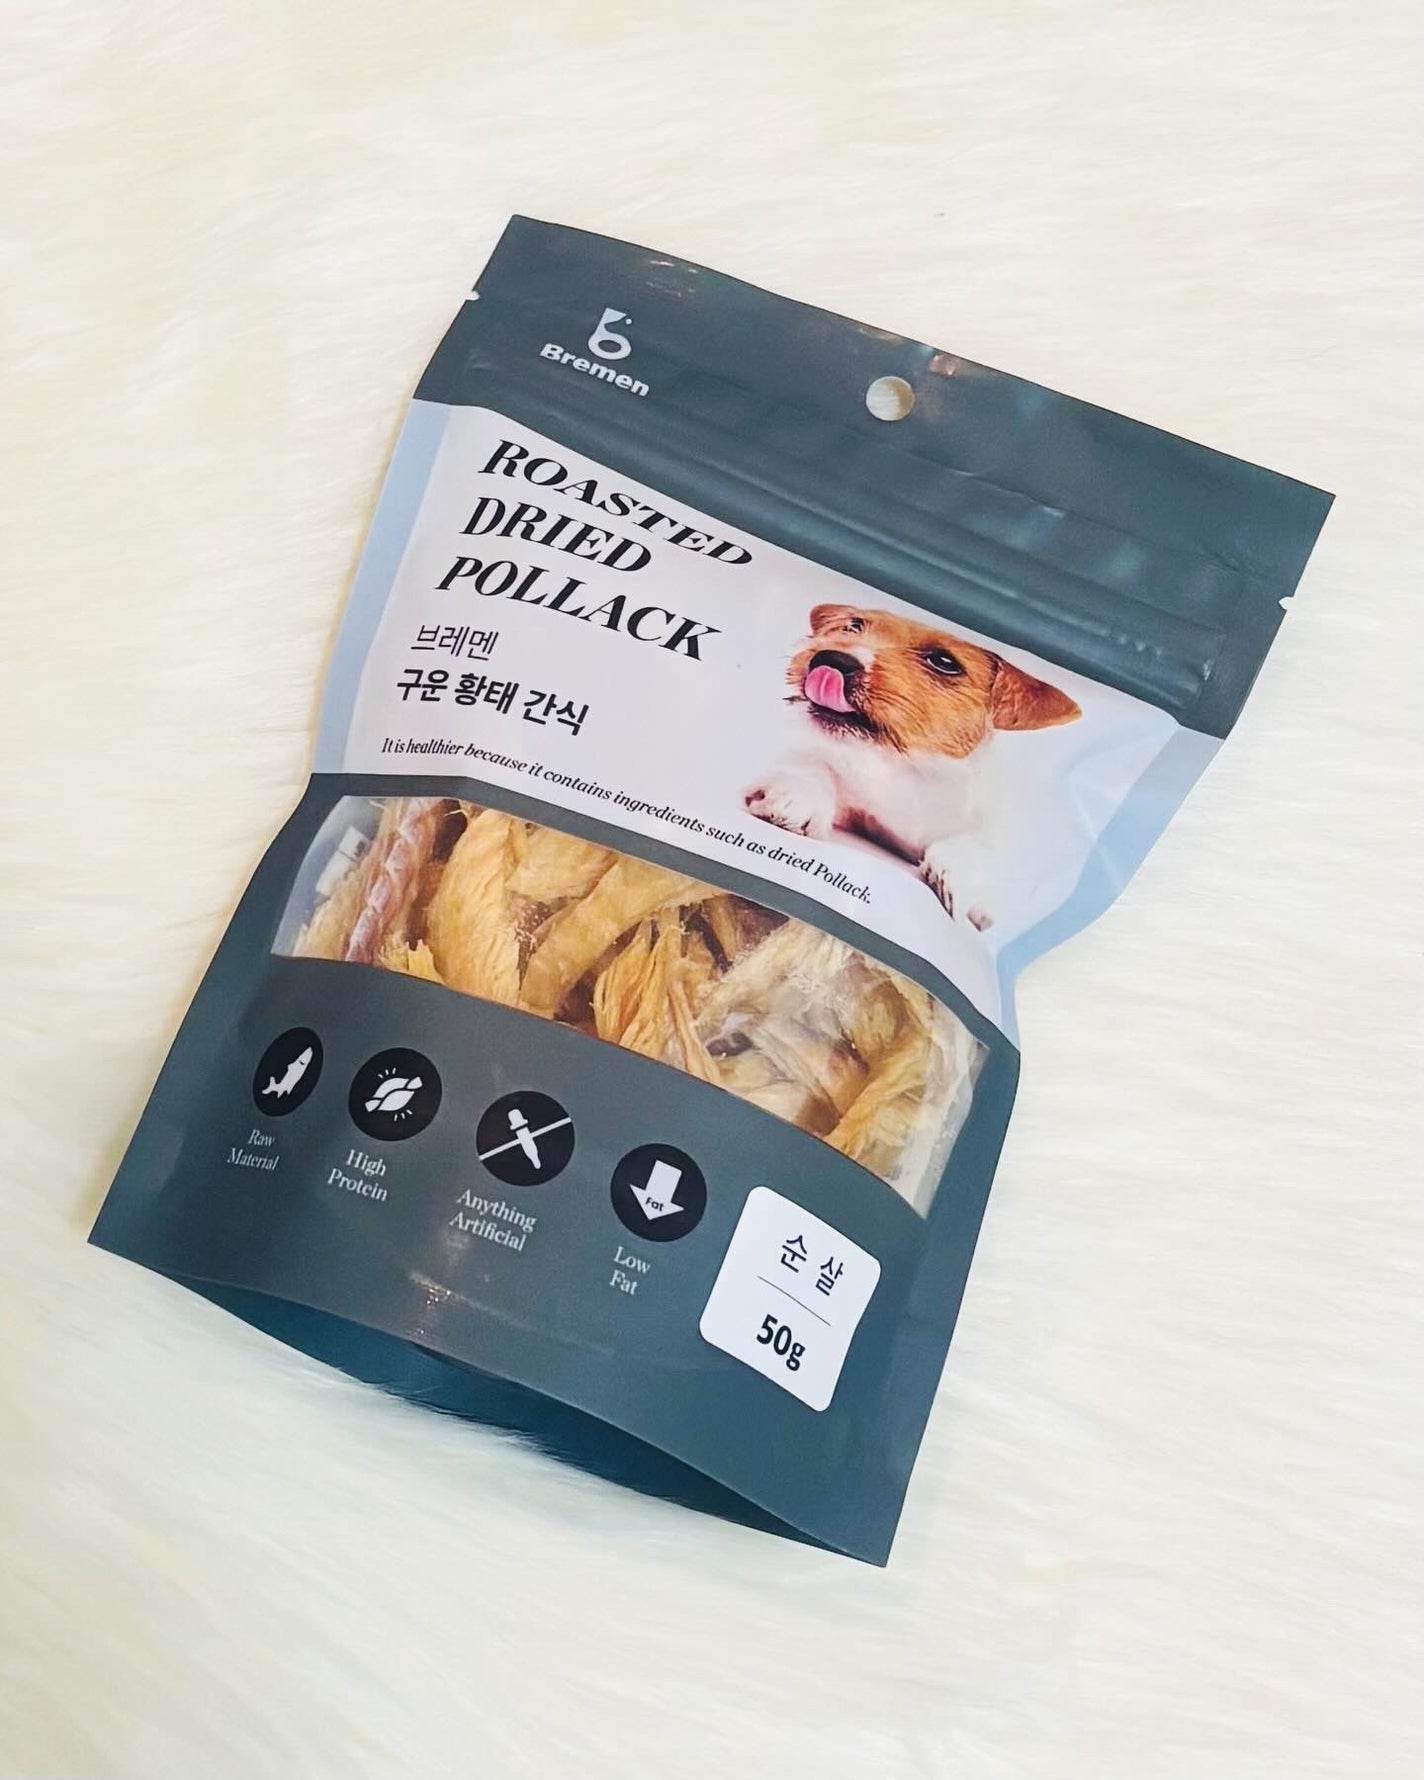 Bremen
ROASTED
DRIED
POLLACK
브레멘
구운 황태 간식
It is healthier because it contains ingredients such as dried Pollack.
Raw
Material
High
Protein
Anything
Artificial
Fat
Low
Fat
순 살
50g